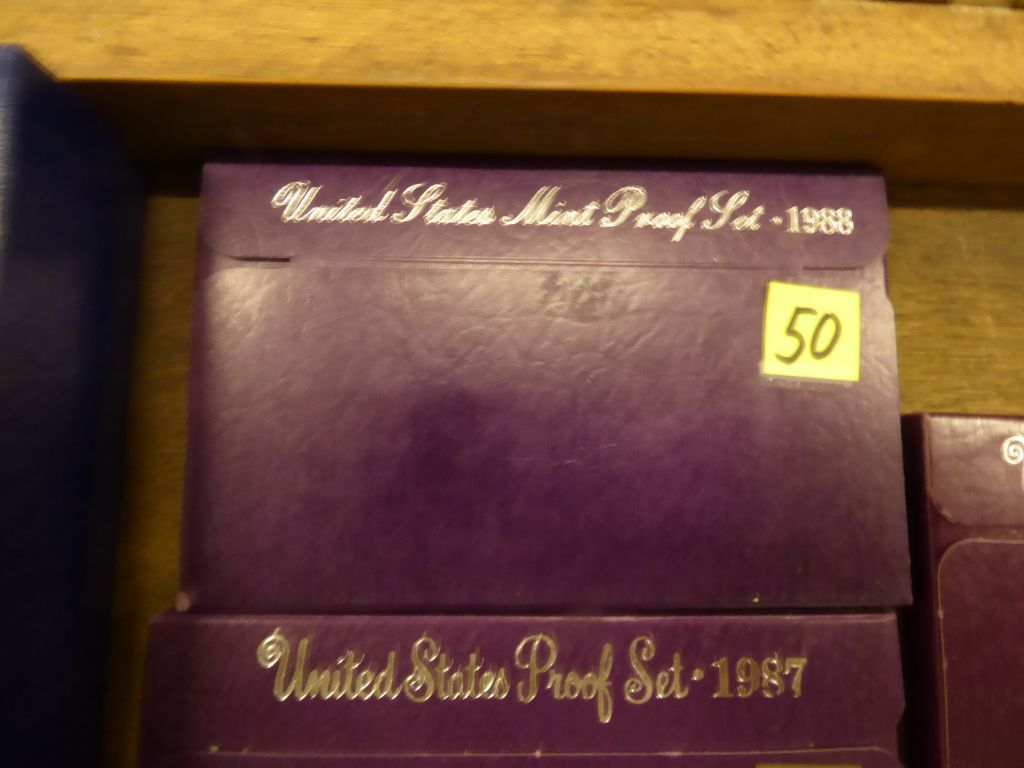 United States Mint Proof Set · 1988
50
United States Proof Set · 1987